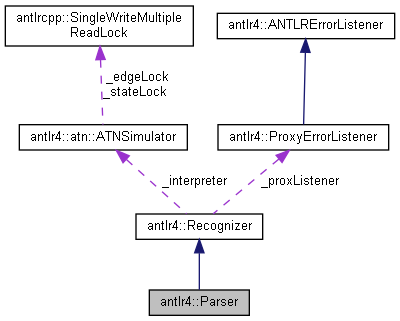 antlrcpp::SingleWriteMultiple
ReadLock
antlr4::ANTLRErrorListener
_edgeLock
_stateLock
antlr4::atn::ATNSimulator
antlr4::ProxyErrorListener
_interpreter
_proxListener
antlr4::Recognizer
antlr4::Parser